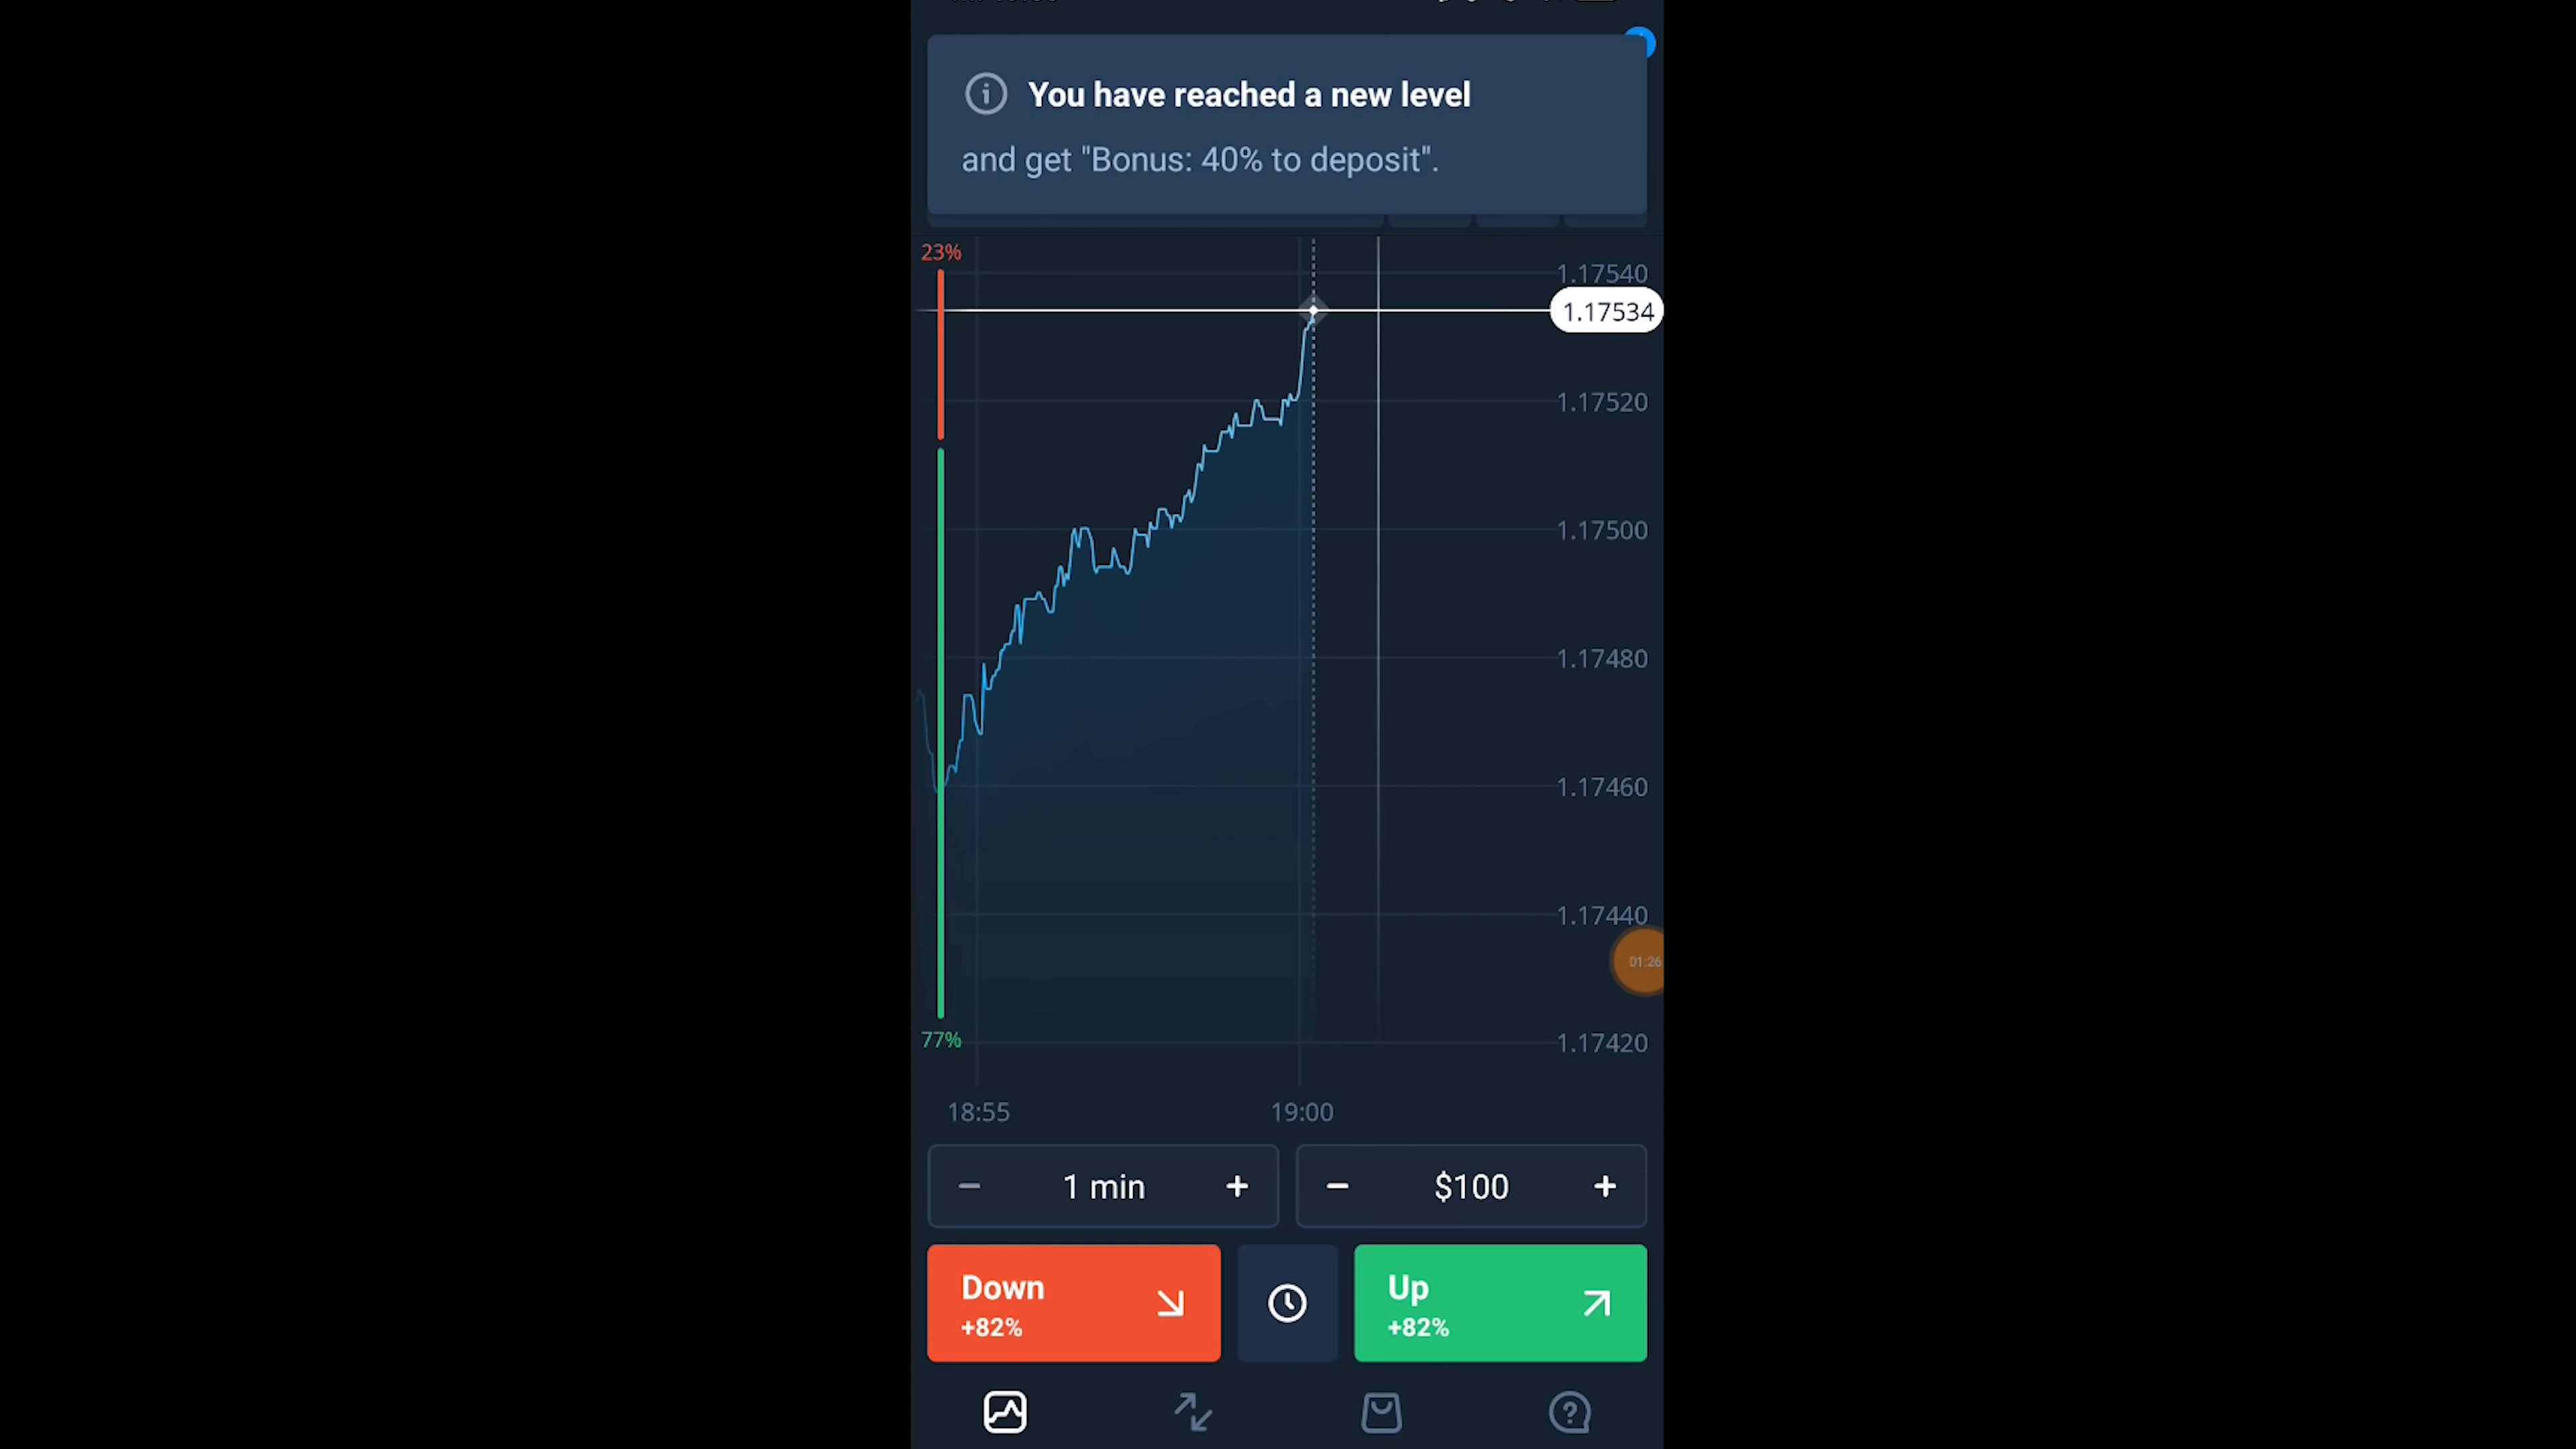 You have reached a new level
and get "Bonus: 40% to deposit".
23%
1.17540
1.17534
1.17520
1.17500
1.17480
1.17460
1.17440
01:26
77%
1.17420
18:55 19:00
1 min $100
Down
+82%
Up
+82%